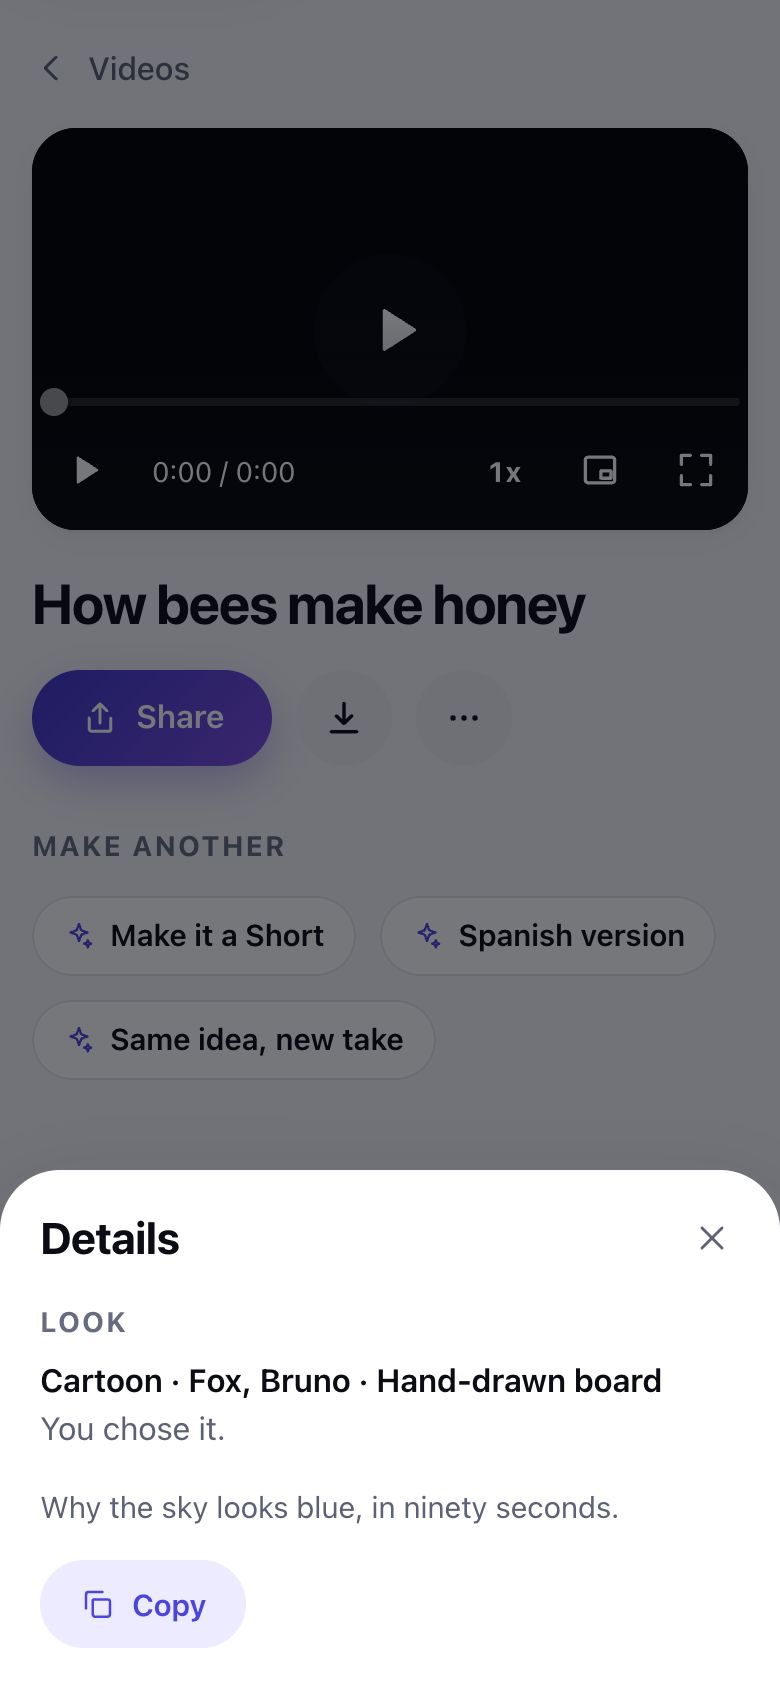 Videos
0:00 / 0:00
1x
How bees make honey
Share
MAKE ANOTHER
Make it a Short
Spanish version
Same idea, new take
Details
LOOK
Cartoon · Fox, Bruno · Hand-drawn board
You chose it.
Why the sky looks blue, in ninety seconds.
Copy